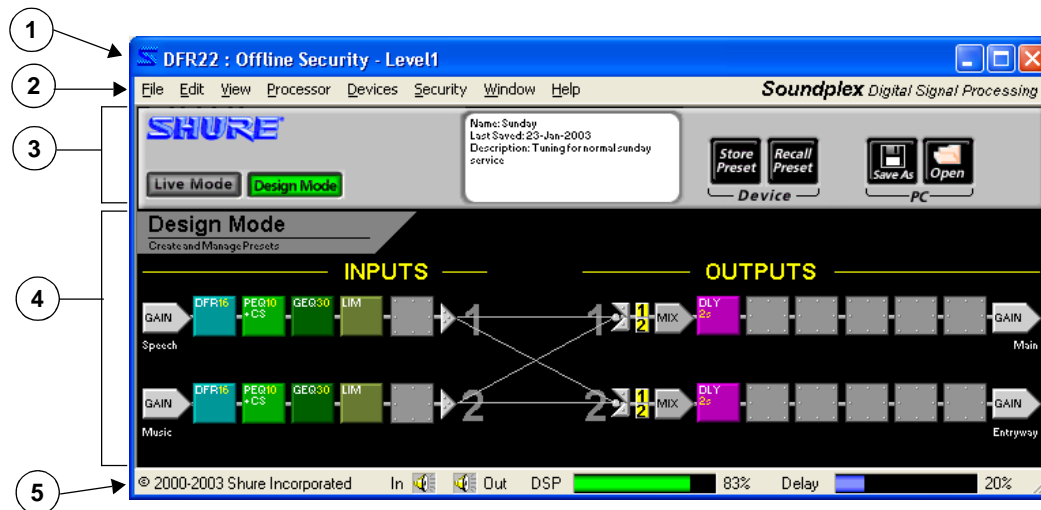 1
DFR22 : Offline Security - Level1
2
File Edit View Processor Devices Security Window Help
Soundplex Digital Signal Processing
3
SHURE
Name: Sunday
Last Saved: 23-Jan-2003
Description: Tuning for normal sunday
service
Live Mode
Design Mode
Store
Preset
Recall
Preset
Device
Save As
Open
PC
4
Design Mode
Create and Manage Presets
INPUTS
OUTPUTS
GAIN
DFR16
PEQ10
+CS
GEQ30
LIM
1
1
1
2
MIX
DLY
2s
GAIN
Speech
Main
GAIN
DFR16
PEQ10
+CS
GEQ30
LIM
2
2
1
2
MIX
DLY
2s
GAIN
Music
Entryway
5
© 2000-2003 Shure Incorporated In Out DSP 83% Delay 20%